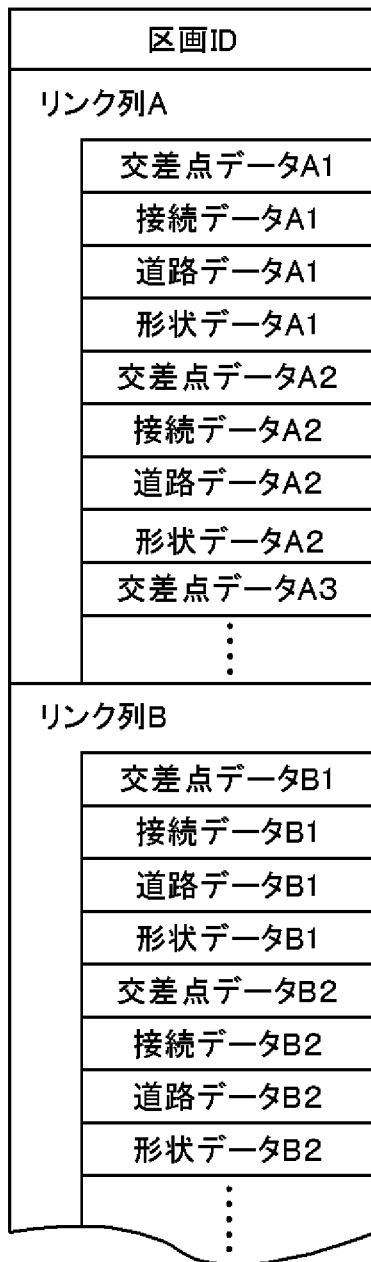 区画ID
リンク列A
交差点データA1
接続データA1
道路データA1
形状データA1
交差点データA2
接続データA2
道路データA2
形状データA2
交差点データA3
リンク列B
交差点データB1
接続データB1
道路データB1
形状データB1
交差点データB2
接続データB2
道路データB2
形状データB2